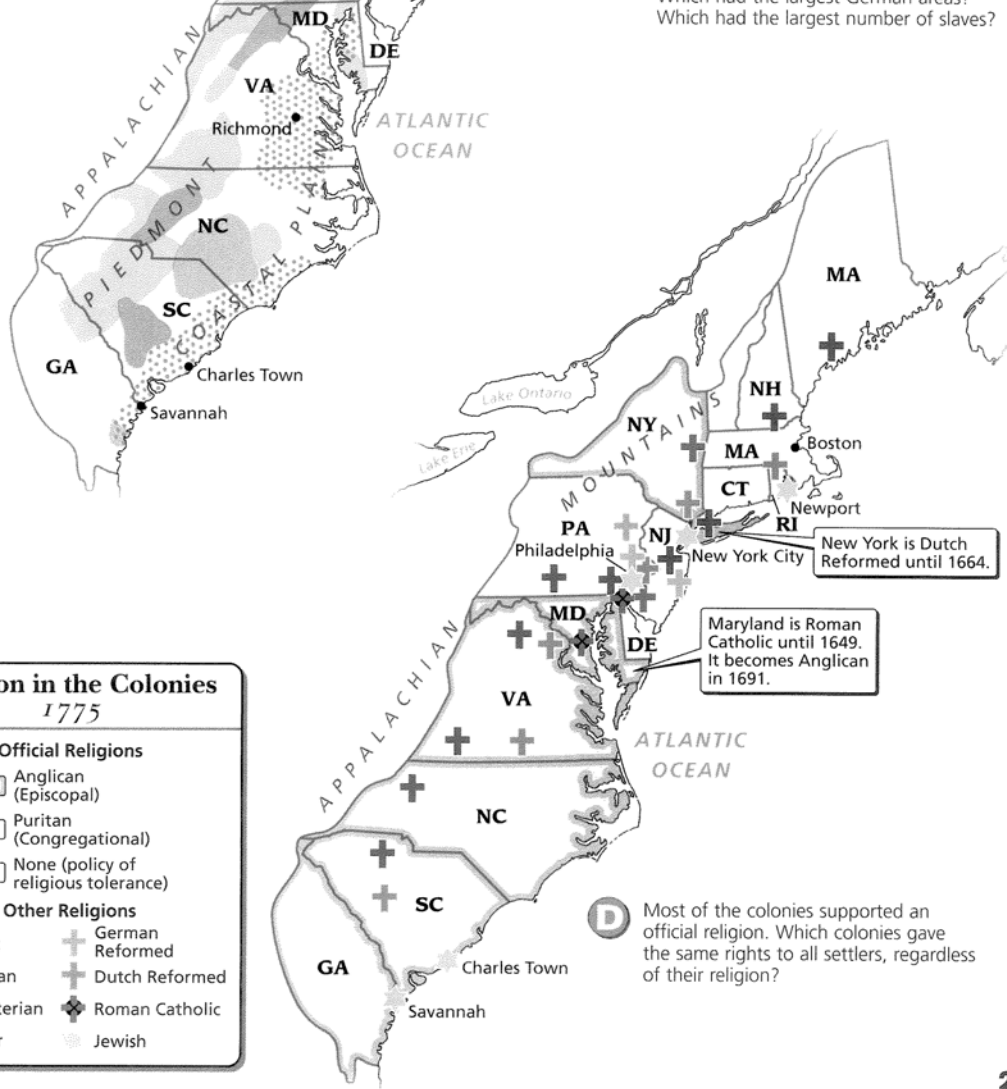 Which had the largest German areas?
Which had the largest number of slaves?
MD
DE
APPALACHIAN
VA
Richmond
ATLANTIC
OCEAN
PIEDMONT
NC
COASTAL PLAIN
SC
GA
Charles Town
Savannah
MA
Lake Ontario
NH
NY
MOUNTAINS
Lake Erie
MA
Boston
CT
Newport
RI
PA
NJ
Philadelphia
New York City
New York is Dutch
Reformed until 1664.
MD
DE
Maryland is Roman
Catholic until 1649.
It becomes Anglican
in 1691.
APPALACHIAN
VA
ATLANTIC
OCEAN
NC
SC
GA
Charles Town
Savannah
on in the Colonies
1775
Official Religions
Anglican
(Episcopal)
Puritan
(Congregational)
None (policy of
religious tolerance)
Other Religions
German
Reformed
an
Dutch Reformed
terian
Roman Catholic
r
Jewish
D
Most of the colonies supported an
official religion. Which colonies gave
the same rights to all settlers, regardless
of their religion?